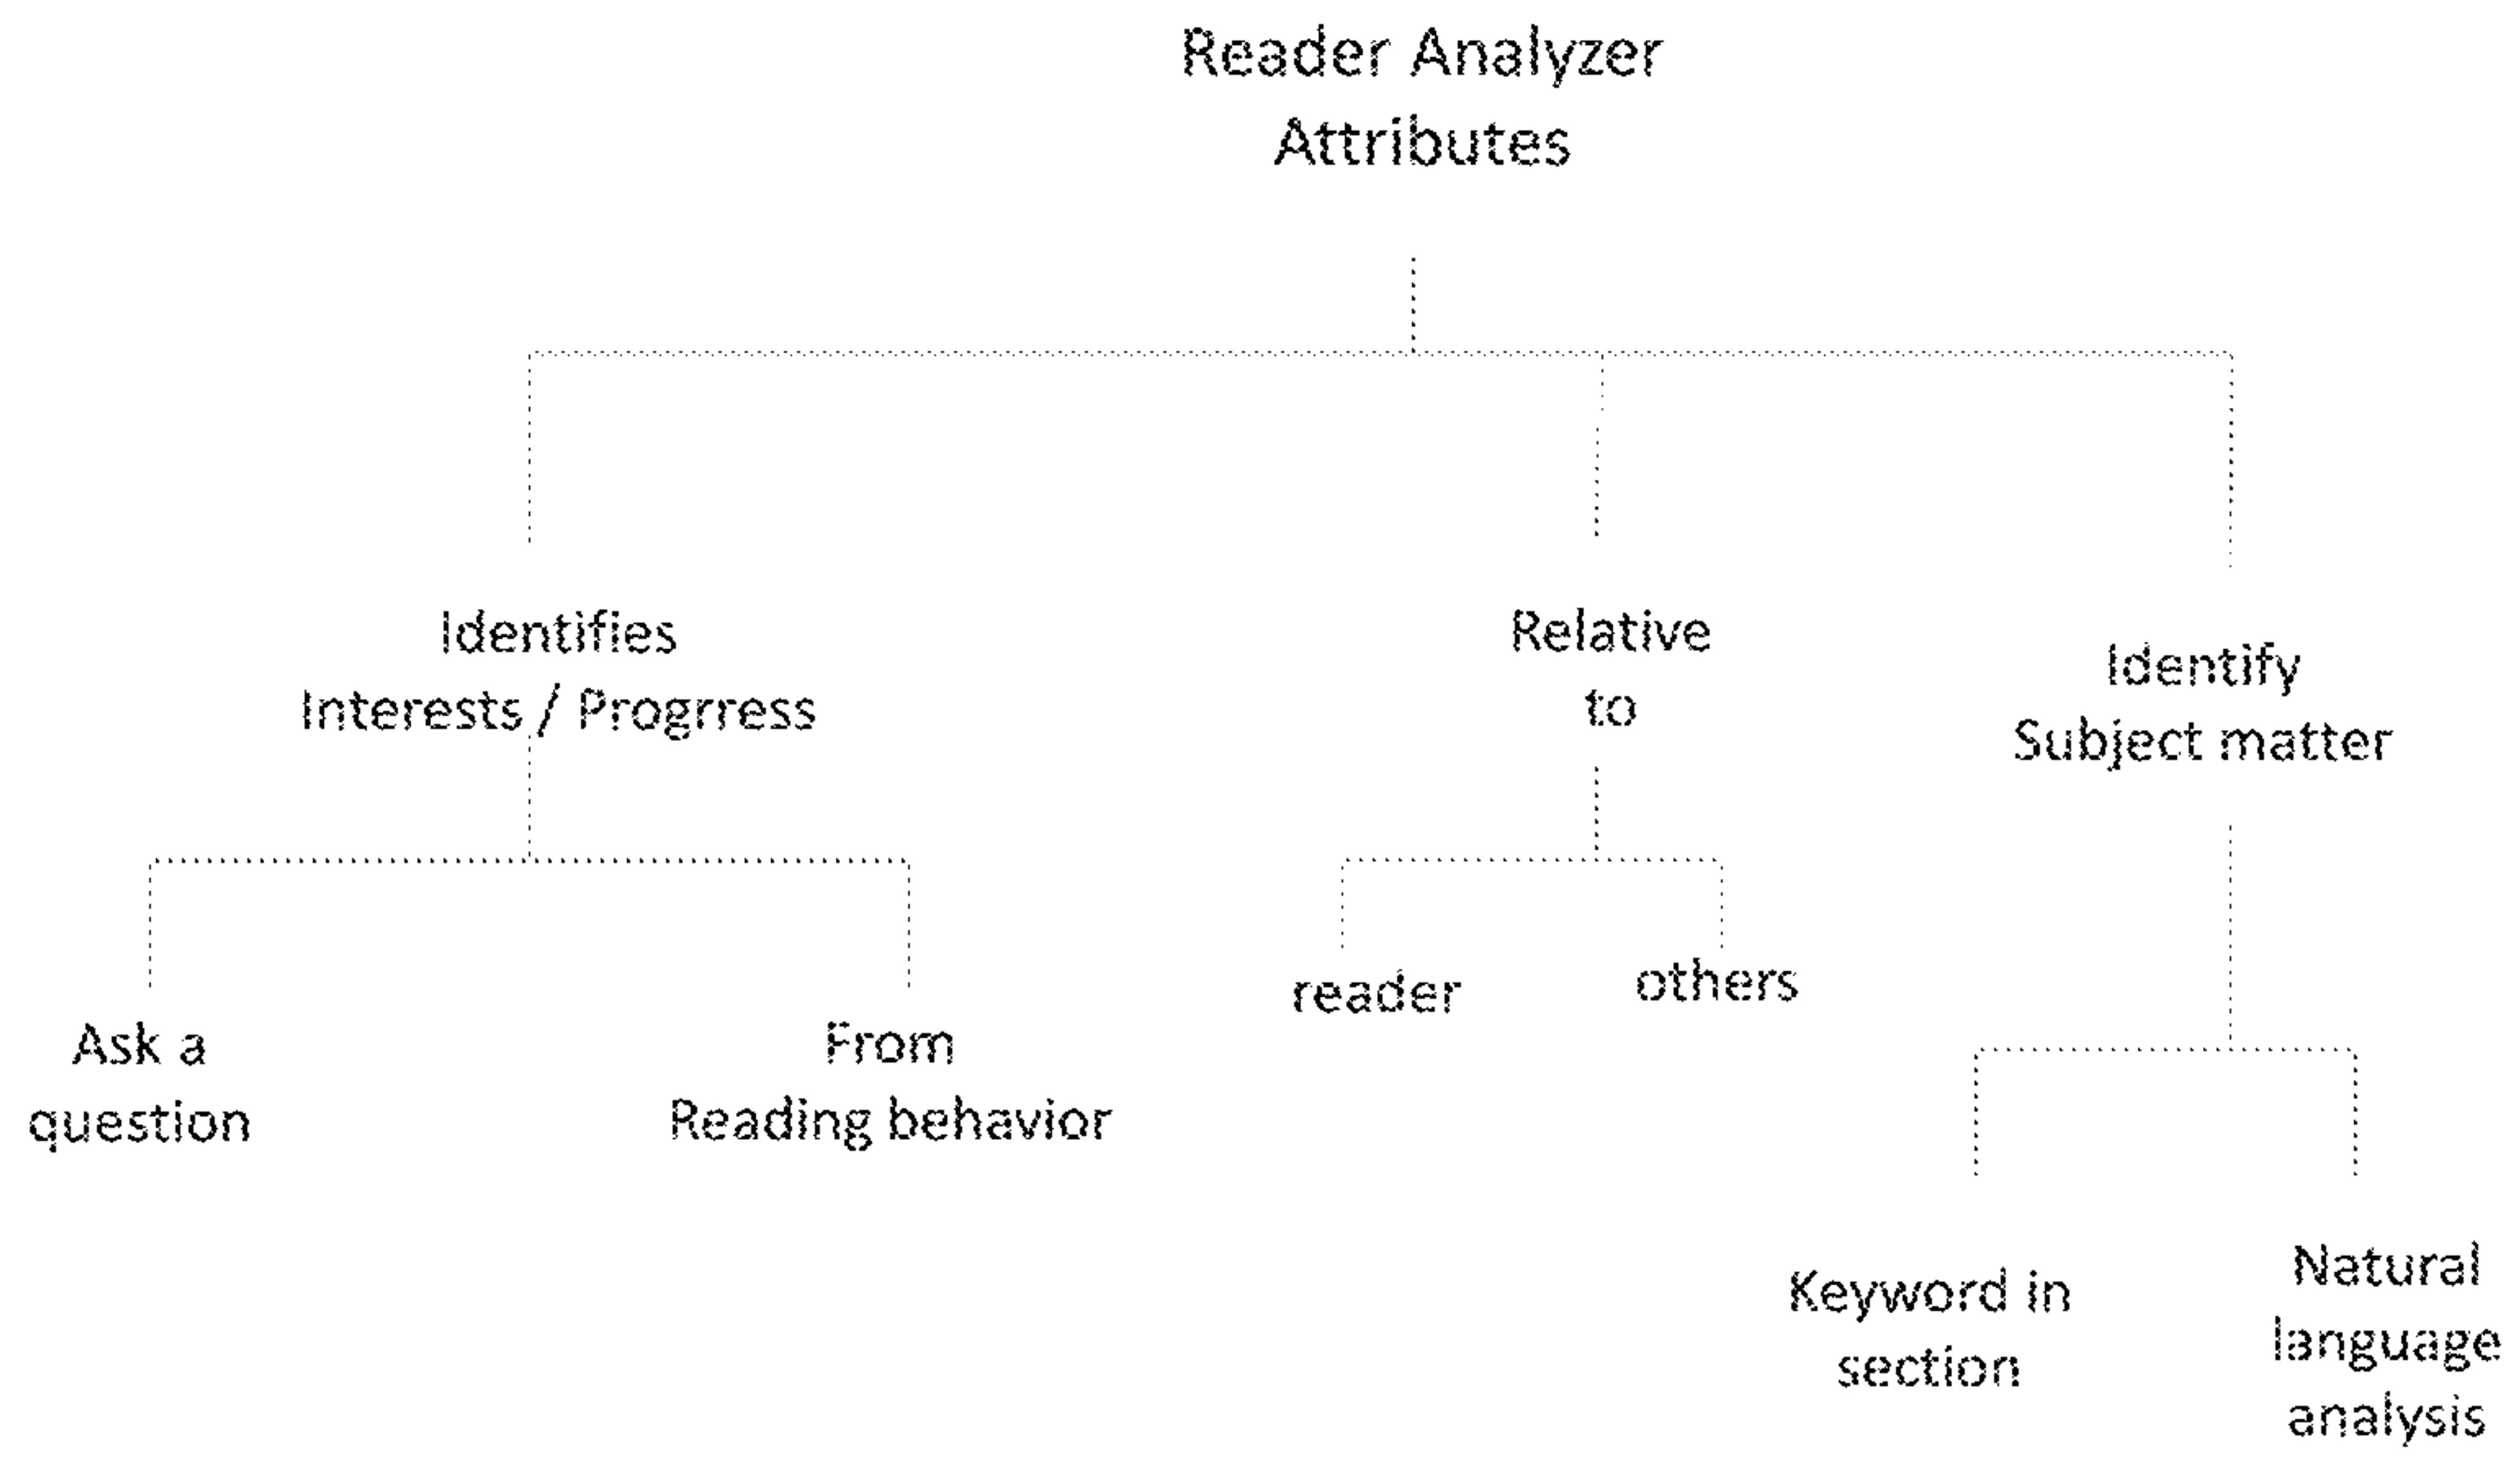 Reader Analyzer
Attributes
Identifies
Interests / Progrress
Relative
to
Identify
Subject matter
Ask a
question
From
Reading behavior
reader
others
Keyword in
section
Natural
language
analysis